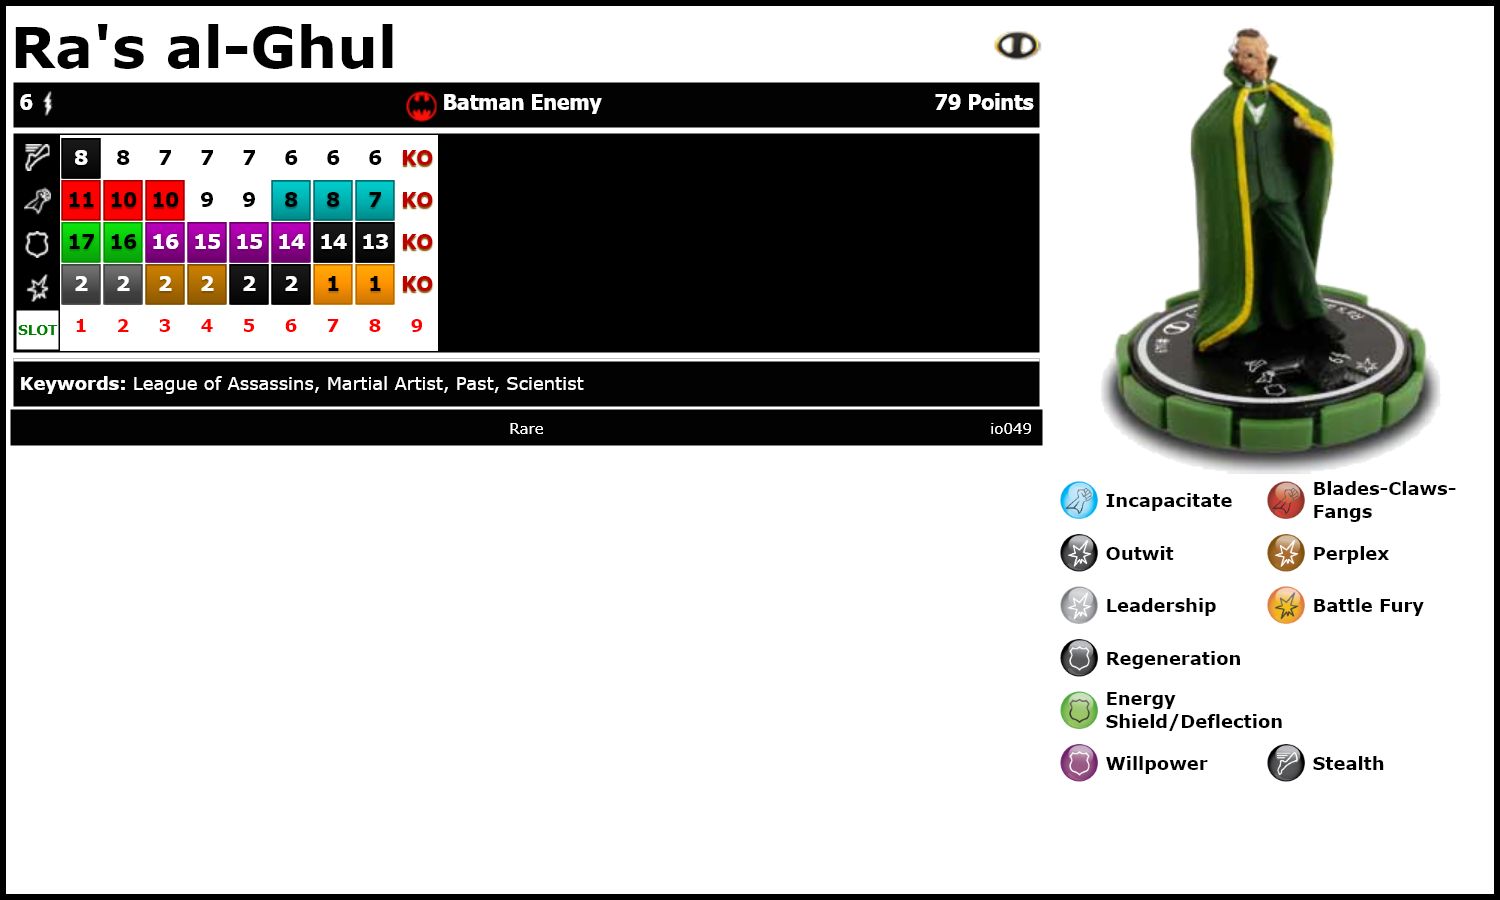 Ra's al-Ghul
6 Batman Enemy 79 Points
8 8 7 7 7 6 6 6 KO
11 10 10 9 9 8 8 7 KO
17 16 16 15 15 14 14 13 KO
2 2 2 2 2 2 1 1 KO
SLOT 1 2 3 4 5 6 7 8 9
Keywords: League of Assassins, Martial Artist, Past, Scientist
Rare io049
Incapacitate
Blades-Claws-
Fangs
Outwit
Perplex
Leadership
Battle Fury
Regeneration
Energy
Shield/Deflection
Willpower
Stealth